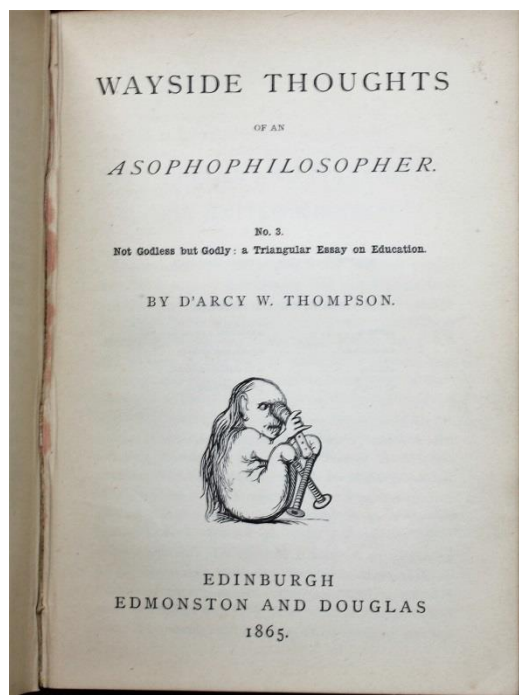 WAYSIDE THOUGHTS
OF AN
ASOPHOPHILOSOPHER.
No. 3.
Not Godless but Godly : a Triangular Essay on Education.
BY D'ARCY W. THOMPSON.
EDINBURGH
EDMONSTON AND DOUGLAS
1865.